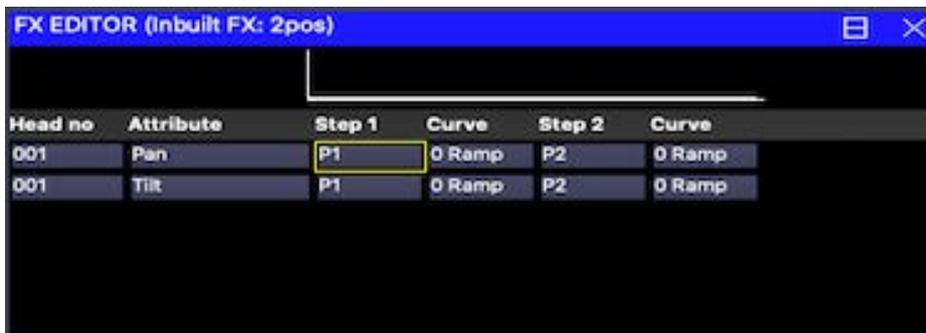 FX EDITOR (Inbuilt FX: 2pos)
Head no Attribute Step 1 Curve Step 2 Curve
001 Pan P1 0 Ramp P2 0 Ramp
001 Tilt P1 0 Ramp P2 0 Ramp